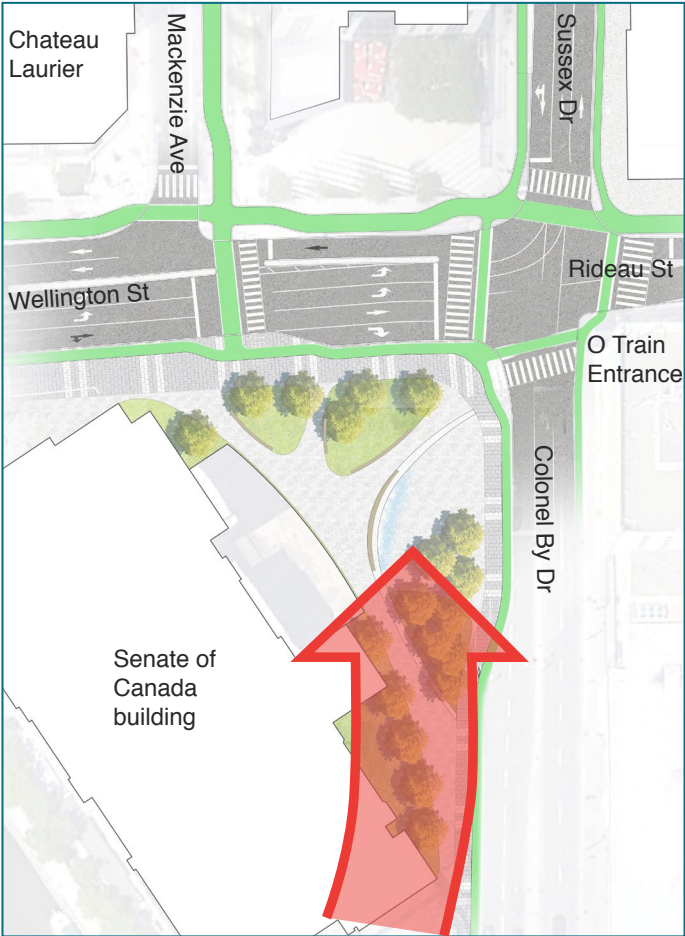 Chateau
Laurier
Mackenzie Ave
Sussex Dr
Rideau St
Wellington St
O Train
Entrance
Colonel By Dr
Senate of
Canada
building